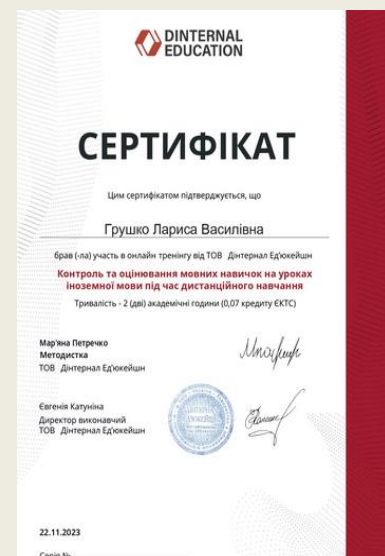 DINTERNAL
EDUCATION
СЕРТИФІКАТ
Цим сертифікатом підтверджується, що
Грушко Лариса Василівна
брав (-ла) участь в онлайн тренінгу від ТОВ Дінтернал Ед'юкейшн
Контроль та оцінювання мовних навичок на уроках
іноземної мови під час дистанційного навчання
Тривалість - 2 (дві) академічні години (0,07 кредиту ЄКТС)
Мар'яна Петречко
Методистка
ТОВ Дінтернал Ед'юкейшн
Євгенія Катуніна
Директор виконавчий
ТОВ Дінтернал Ед'юкейшн
22.11.2023
Серія №